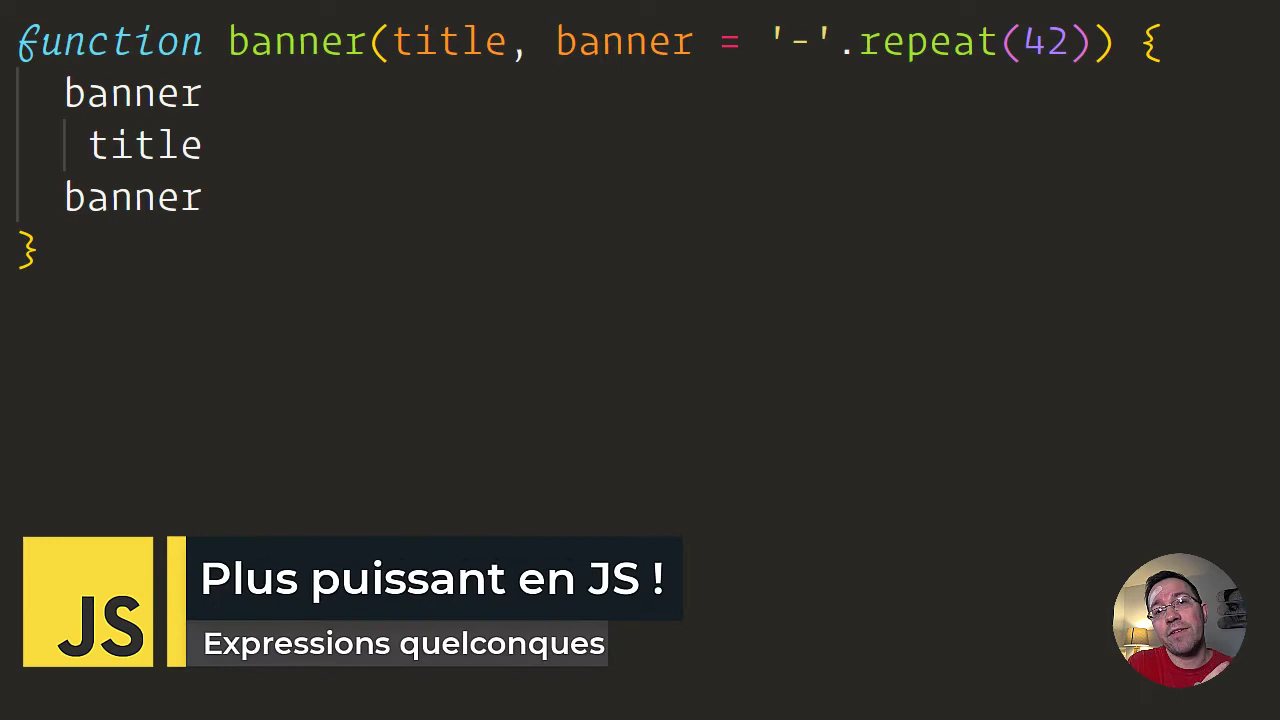 function banner(title, banner = '-'.repeat(42)) {
  banner
   title
  banner
}
JS
Plus puissant en JS !
Expressions quelconques